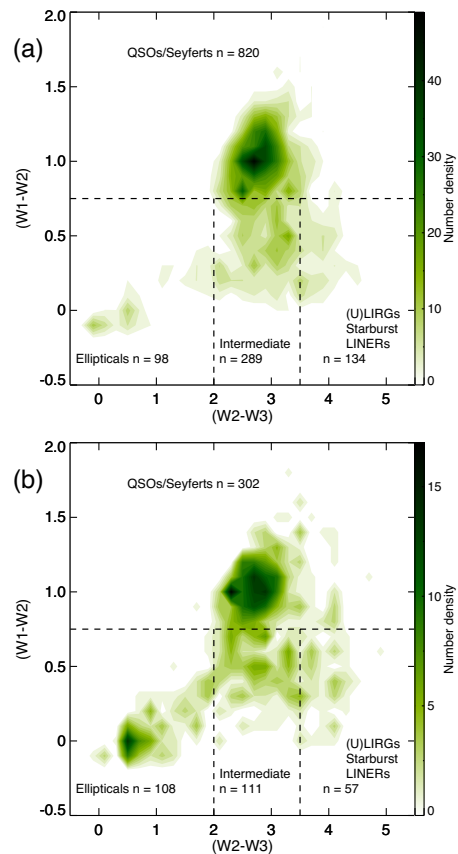 (a)
2.0
QSOs/Seyferts n = 820
1.5
1.0
0.5
0
-0.5
(W1-W2)
Ellipticals n = 98
Intermediate
n = 289
(U)LIRGs
Starburst
LINERs
n = 134
0 1 2 3 4 5
(W2-W3)
40
30
20
10
0
Number density
(b)
2.0
QSOs/Seyferts n = 302
1.5
1.0
0.5
0
-0.5
(W1-W2)
Ellipticals n = 108
Intermediate
n = 111
(U)LIRGs
Starburst
LINERs
n = 57
0 1 2 3 4 5
(W2-W3)
15
10
5
0
Number density